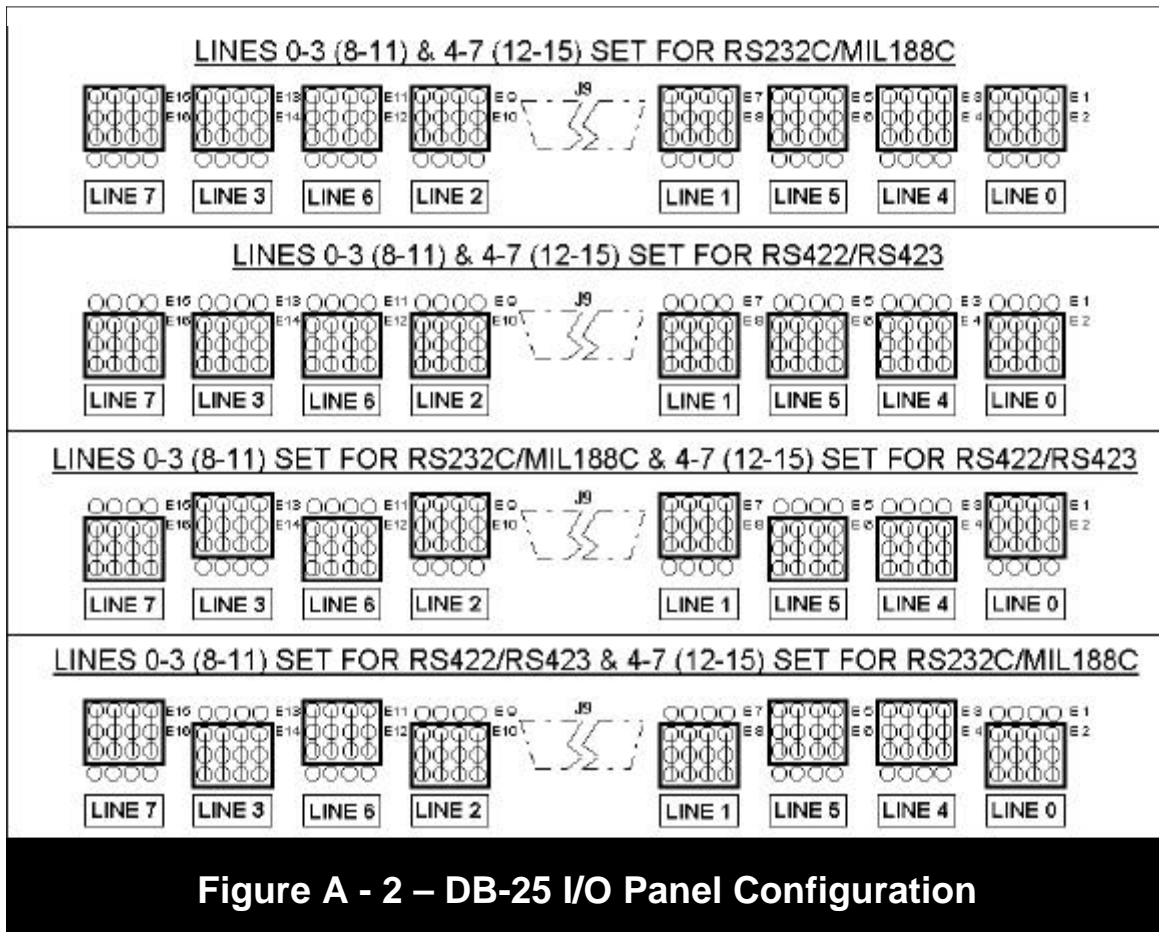 LINES 0-3 (8-11) & 4-7 (12-15) SET FOR RS232C/MIL188C
E15 E13 E11 E9 J9 E7 E5 E3 E1
E16 E14 E12 E10 E8 E6 E4 E2
LINE 7 LINE 3 LINE 6 LINE 2 LINE 1 LINE 5 LINE 4 LINE 0
LINES 0-3 (8-11) & 4-7 (12-15) SET FOR RS422/RS423
E15 E13 E11 E9 J9 E7 E5 E3 E1
E16 E14 E12 E10 E8 E6 E4 E2
LINE 7 LINE 3 LINE 6 LINE 2 LINE 1 LINE 5 LINE 4 LINE 0
LINES 0-3 (8-11) SET FOR RS232C/MIL188C & 4-7 (12-15) SET FOR RS422/RS423
E15 E13 E11 E9 J9 E7 E5 E3 E1
E16 E14 E12 E10 E8 E6 E4 E2
LINE 7 LINE 3 LINE 6 LINE 2 LINE 1 LINE 5 LINE 4 LINE 0
LINES 0-3 (8-11) SET FOR RS422/RS423 & 4-7 (12-15) SET FOR RS232C/MIL188C
E15 E13 E11 E9 J9 E7 E5 E3 E1
E16 E14 E12 E10 E8 E6 E4 E2
LINE 7 LINE 3 LINE 6 LINE 2 LINE 1 LINE 5 LINE 4 LINE 0
Figure A - 2 – DB-25 I/O Panel Configuration